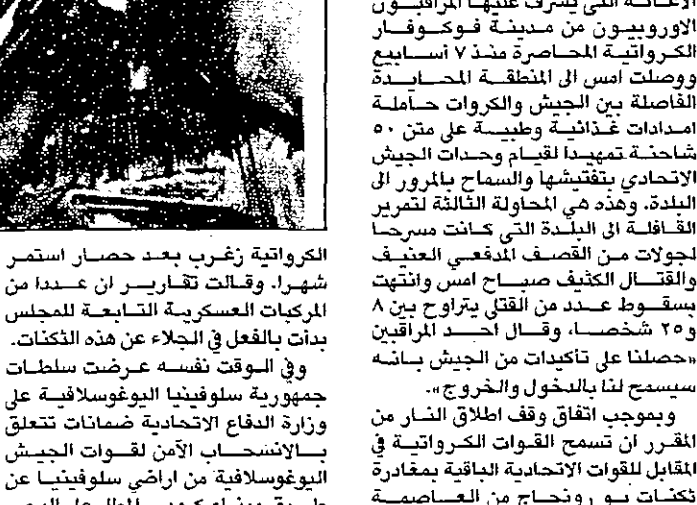 الاغاثة التي يشرف عليها المراقبون
الاوروبيون من مدينة فوكوفار
الكرواتية المحاصرة منذ ٧ أسابيع
ووصلت امس الى المنطقة المحايدة
الفاصلة بين الجيش والكروات حاملة
امدادات غذائية وطبية على متن ٥٠
شاحنة تمهيدا لقيام وحدات الجيش
الاتحادي بتفتيشها والسماح بالمرور الى
البلدة. وهذه هي المحاولة الثالثة لتمرير
القافلة الى البلدة التي كانت مسرحا
لجولات من القصف المدفعي العنيف
والقتال الكثيف صباح امس وانتهت
بسقوط عدد من القتلى يتراوح بين ٨
و٢٥ شخصا، وقال احد المراقبين
«حصلنا على تأكيدات من الجيش بانه
سيسمح لنا بالدخول والخروج».
وبموجب اتفاق وقف اطلاق النار من
المقرر ان تسمح القوات الكرواتية في
المقابل للقوات الاتحادية الباقية بمغادرة
ثكنات بورونجاج من العاصمة
الكرواتية زغرب بعد حصار استمر
شهرا. وقالت تقارير ان عددا من
المركبات العسكرية التابعة للمجلس
بدأت بالفعل في الجلاء عن هذه الثكنات.
وفي الوقت نفسه عرضت سلطات
جمهورية سلوفينيا اليوغوسلافية على
وزارة الدفاع الاتحادية ضمانات تتعلق
بالانسحاب الآمن لقوات الجيش
اليوغوسلافية من اراضي سلوفينيا عن